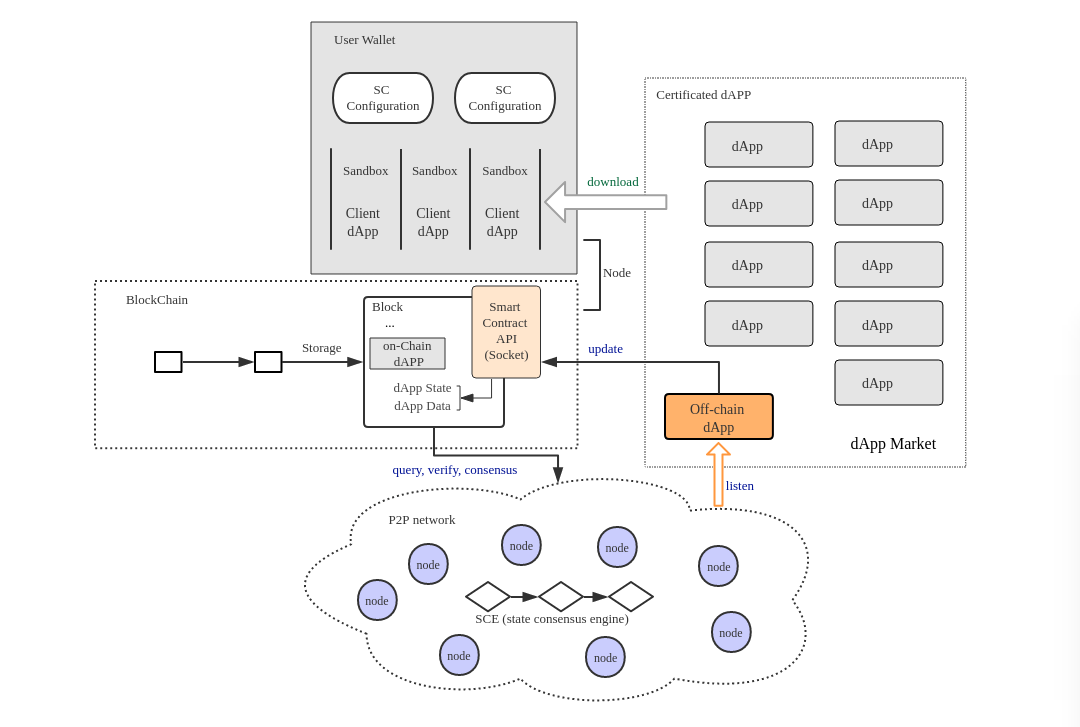 User Wallet
SC
Configuration
SC
Configuration
Sandbox
Sandbox
Sandbox
Client
dApp
Client
dApp
Client
dApp
download
Node
Certificated dAPP
dApp
dApp
dApp
dApp
dApp
dApp
dApp
dApp
dApp
dApp Market
BlockChain
Storage
Block
...
on-Chain
dAPP
dApp State
dApp Data
Smart
Contract
API
(Socket)
update
Off-chain
dApp
listen
query, verify, consensus
P2P network
node
node
node
node
node
node
node
node
SCE (state consensus engine)